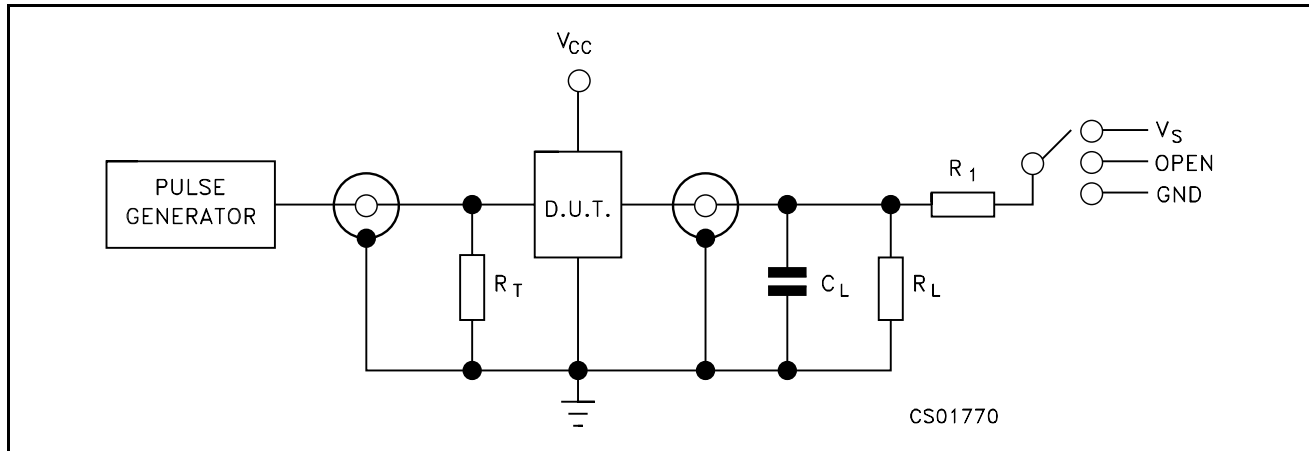 VCC
PULSE
GENERATOR
D.U.T.
RT
CL
RL
R1
VS
OPEN
GND
CS01770